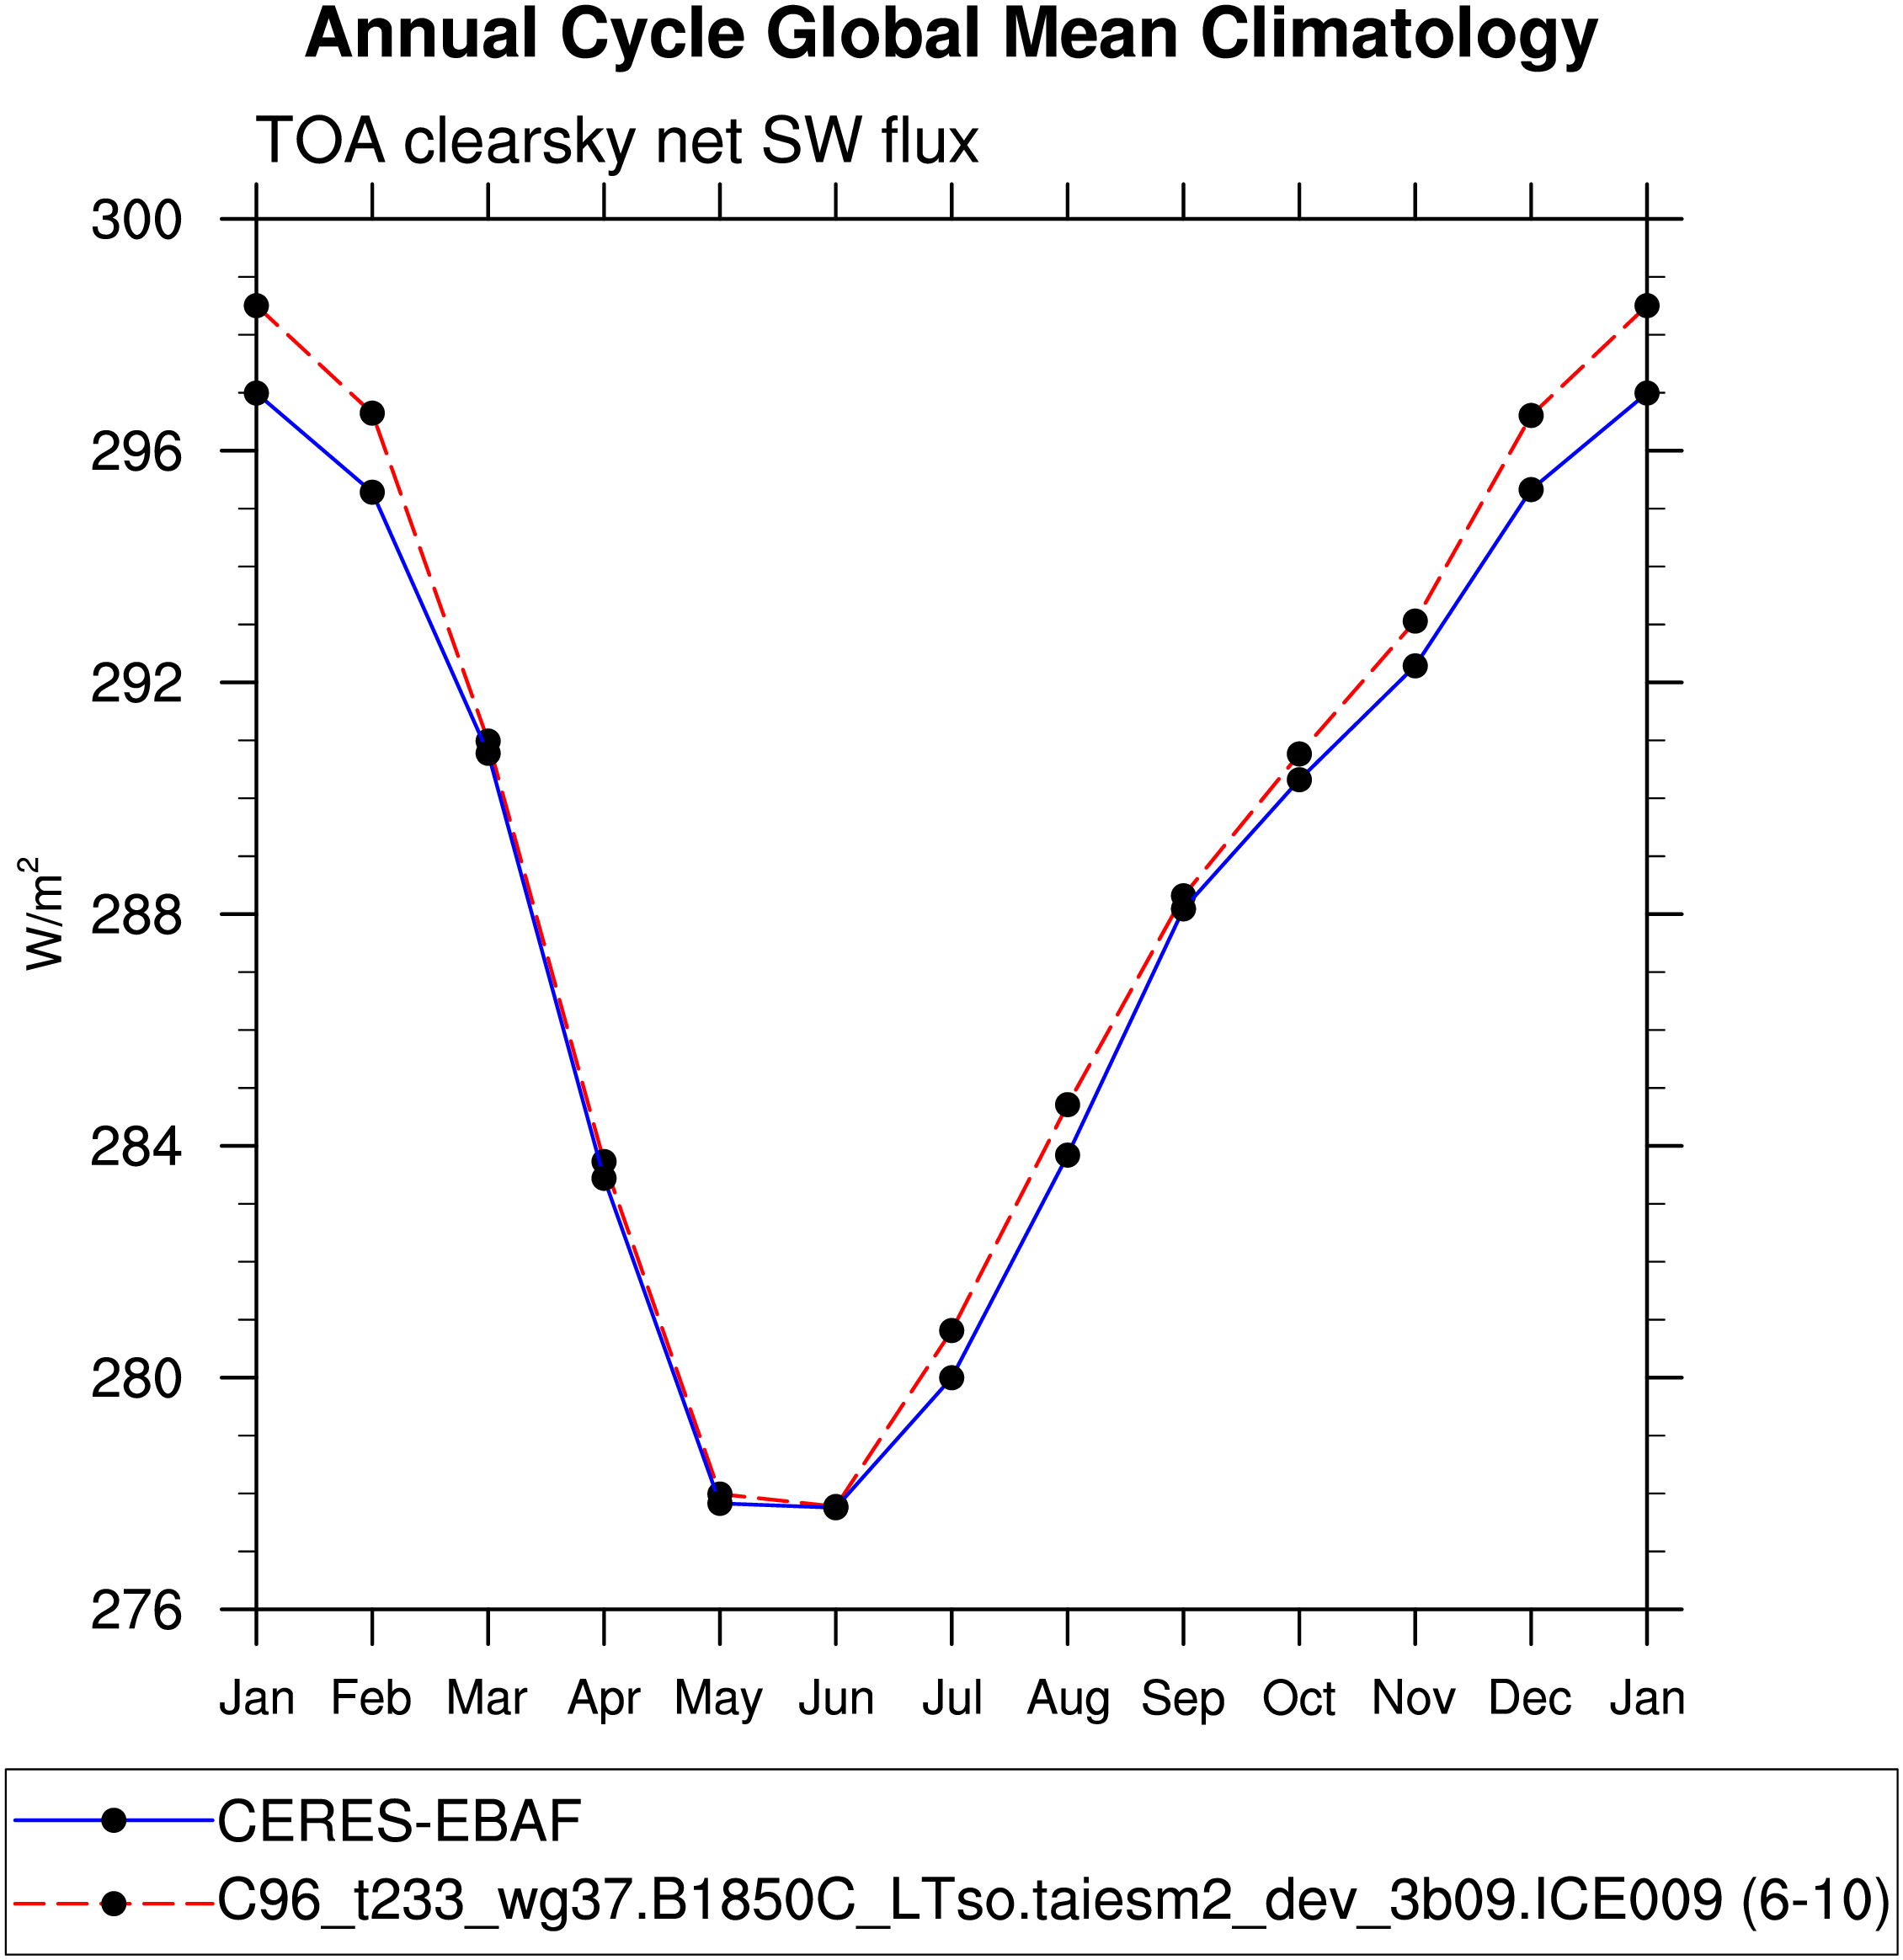 Annual Cycle Global Mean Climatology
TOA clearsky net SW flux
300
296
292
288
284
280
276
W/m²
Jan Feb Mar Apr May Jun Jul Aug Sep Oct Nov Dec Jan
CERES-EBAF
C96_t233_wg37.B1850C_LTso.taiesm2_dev_3b09.ICE009 (6-10)